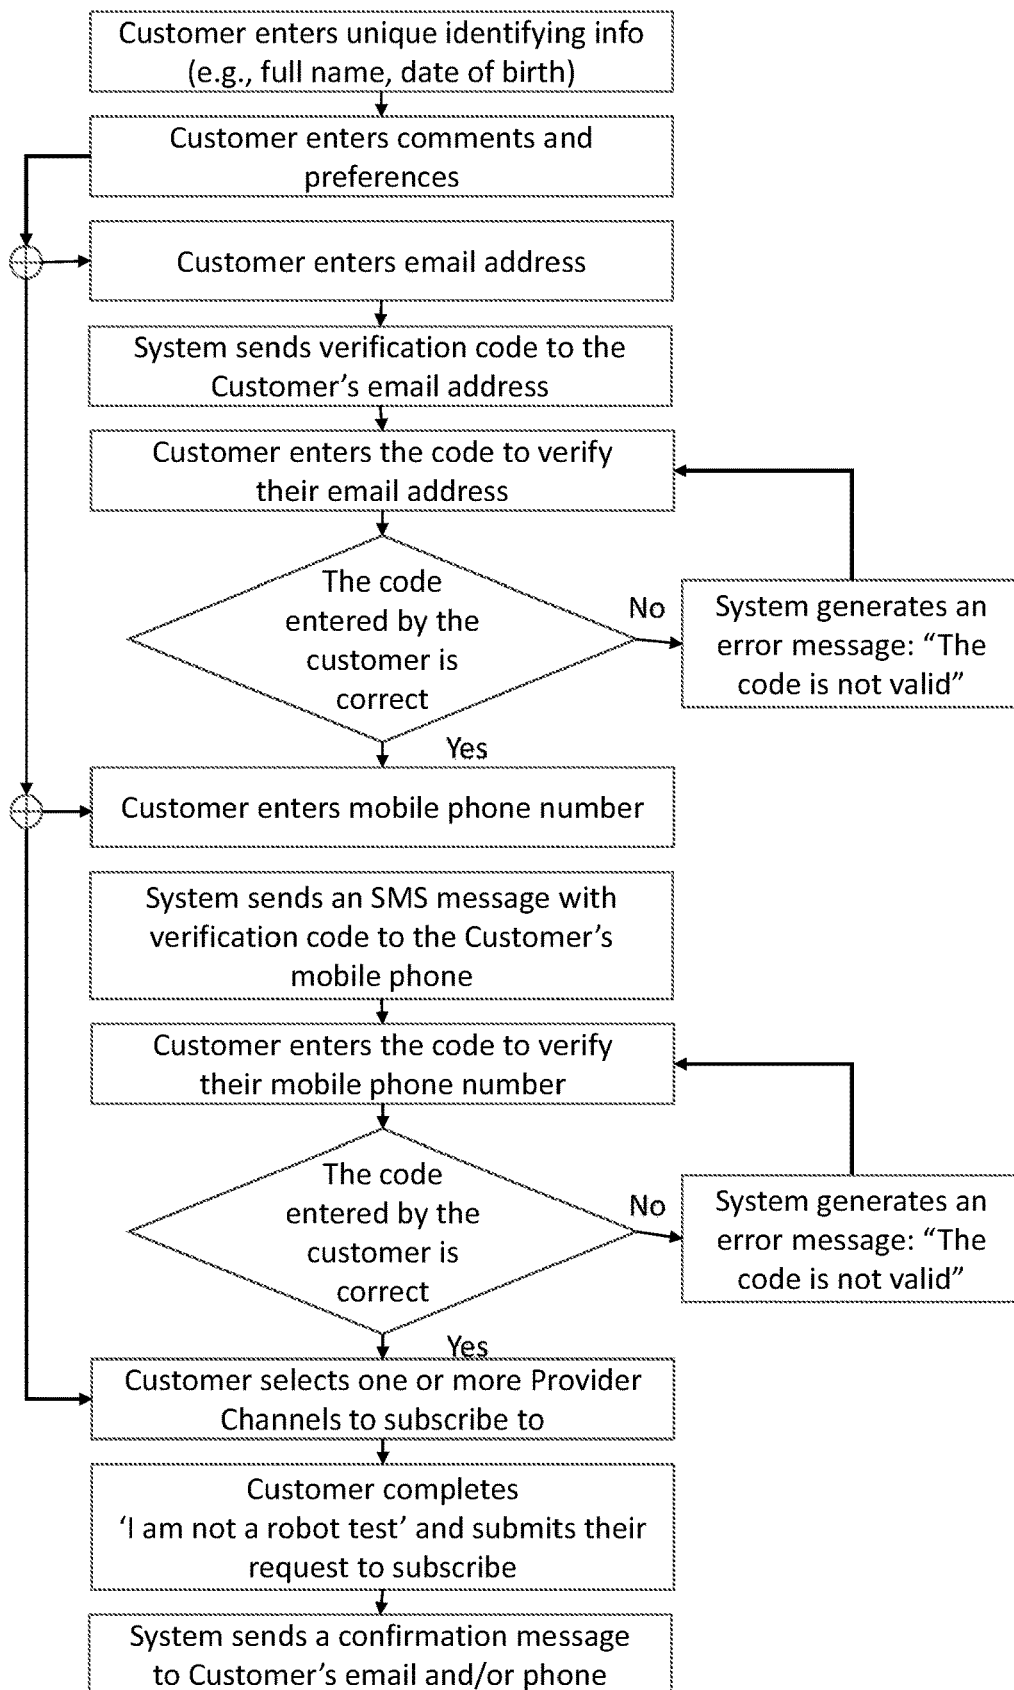 Customer enters unique identifying info
(e.g., full name, date of birth)
Customer enters comments and
preferences
Customer enters email address
System sends verification code to the
Customer’s email address
Customer enters the code to verify
their email address
The code
entered by the
customer is
correct
No
System generates an
error message: “The
code is not valid”
Yes
Customer enters mobile phone number
System sends an SMS message with
verification code to the Customer’s
mobile phone
Customer enters the code to verify
their mobile phone number
The code
entered by the
customer is
correct
No
System generates an
error message: “The
code is not valid”
Yes
Customer selects one or more Provider
Channels to subscribe to
Customer completes
‘I am not a robot test’ and submits their
request to subscribe
System sends a confirmation message
to Customer’s email and/or phone